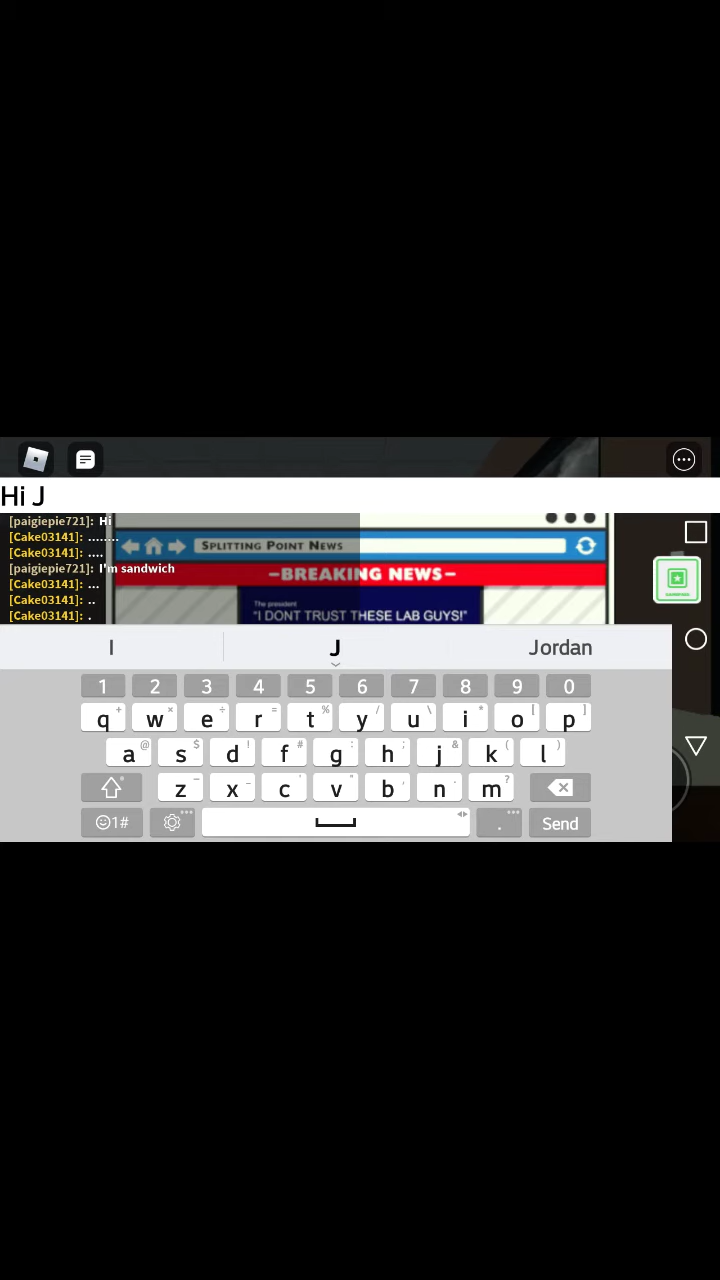 Hi J
[paigiepie721]: Hi
[Cake03141]: ........
[Cake03141]: ....
[paigiepie721]: I'm sandwich
[Cake03141]: ...
[Cake03141]: ..
[Cake03141]: .
SPLITTING POINT NEWS
-BREAKING NEWS-
The president
"I DONT TRUST THESE LAB GUYS!"
I J Jordan
1 2 3 4 5 6 7 8 9 0
q + w × e ÷ r = t % y / u \ i * o [ p ]
a @ s $ d ! f # g : h ; j & k ( l )
z – x - c ' v " b , n . m ?
1# . Send